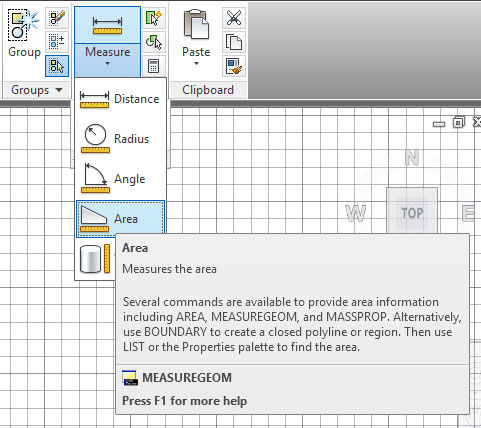 Group
Measure
Paste
Groups
Clipboard
Distance
Radius
Angle
Area
N
W
TOP
E
Area
Measures the area
Several commands are available to provide area information
including AREA, MEASUREGEOM, and MASSPROP. Alternatively,
use BOUNDARY to create a closed polyline or region. Then use
LIST or the Properties palette to find the area.
MEASUREGEOM
Press F1 for more help